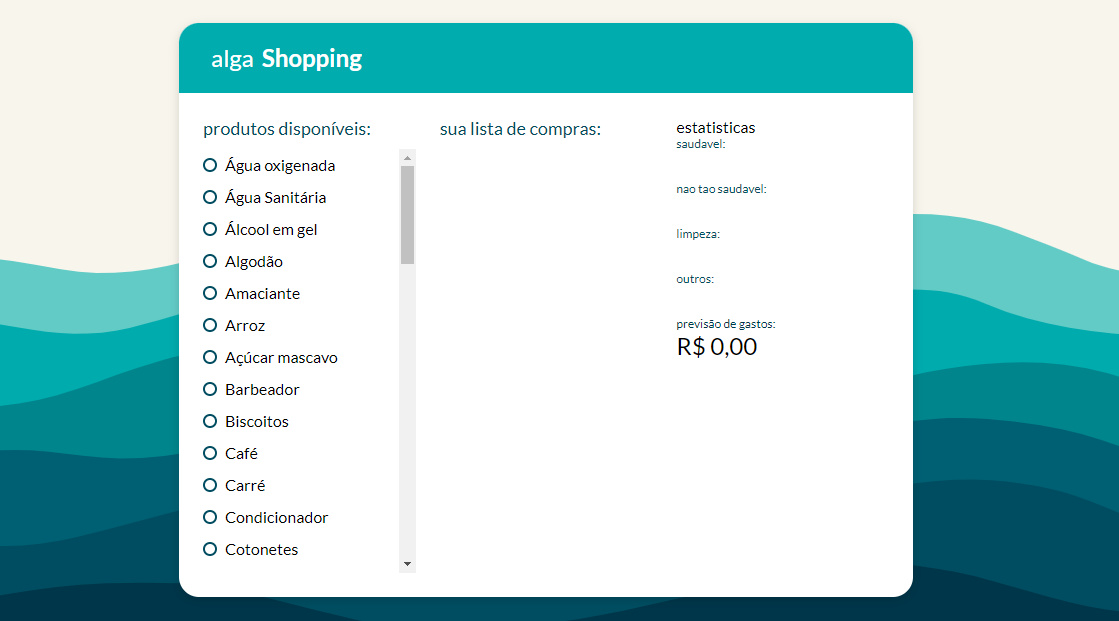 alga Shopping
produtos disponíveis:
Água oxigenada
Água Sanitária
Álcool em gel
Algodão
Amaciante
Arroz
Açúcar mascavo
Barbeador
Biscoitos
Café
Carré
Condicionador
Cotonetes
sua lista de compras:
estatisticas
saudavel:
nao tao saudavel:
limpeza:
outros:
previsão de gastos:
R$ 0,00